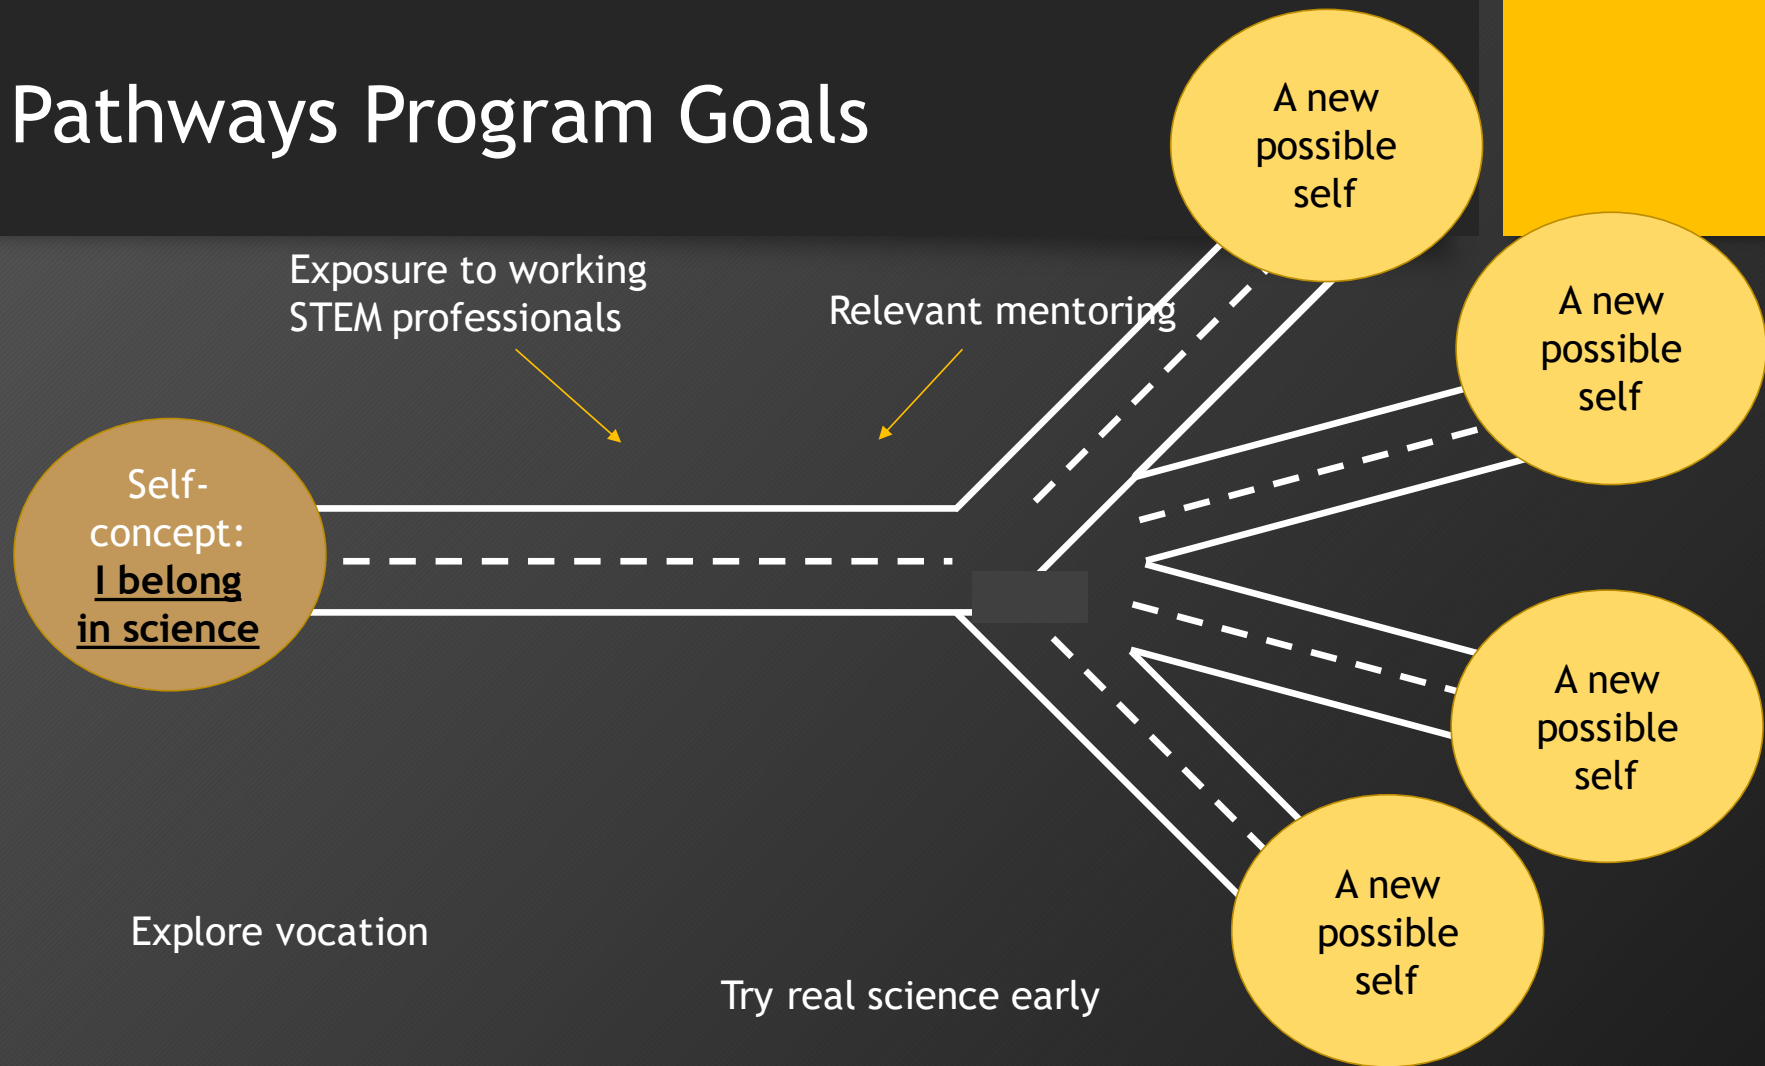 Pathways Program Goals
A new
possible
self
Exposure to working
STEM professionals
Relevant mentoring
A new
possible
self
Self-
concept:
I belong
in science
A new
possible
self
A new
possible
self
Explore vocation
Try real science early